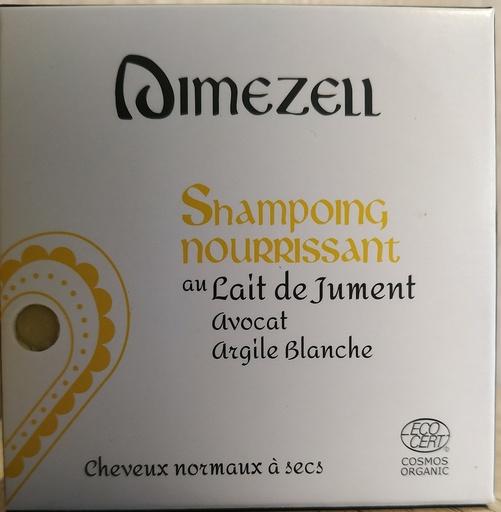 Dimezell
Shampoing
nourrissant
au Lait de Jument
Avocat
Argile Blanche
Cheveux normaux à secs
ECO
CERT
COSMOS
ORGANIC